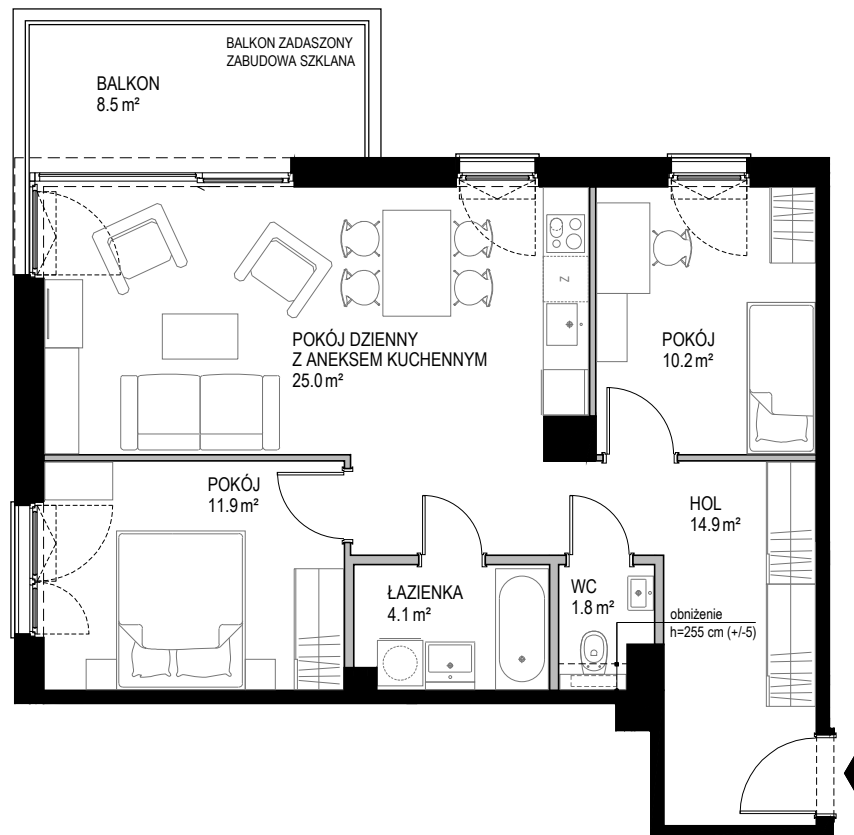 BALKON ZADASZONY
ZABUDOWA SZKLANA
BALKON
8.5 m²
POKÓJ DZIENNY
Z ANEKSEM KUCHENNYM
25.0 m²
Z
POKÓJ
10.2 m²
POKÓJ
11.9 m²
HOL
14.9 m²
ŁAZIENKA
4.1 m²
WC
1.8 m²
obniżenie
h=255 cm (+/-5)